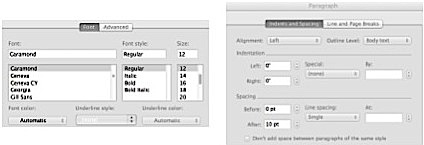 Font Advanced
Font: Font style: Size:
Garamond Regular 12
Garamond Regular 12
Geneva Italic 14
Geneva CY Bold 16
Georgia Bold Italic 18
Gill Sans 20
Font color: Underline style: Underline color:
Automatic Automatic
Paragraph
Indents and Spacing Line and Page Breaks
Alignment: Left Outline Level: Body text
Indentation
Left: 0" Special: By:
Right: 0" (none)
Spacing
Before: 0 pt Line spacing: At:
After: 10 pt Single
Don't add space between paragraphs of the same style